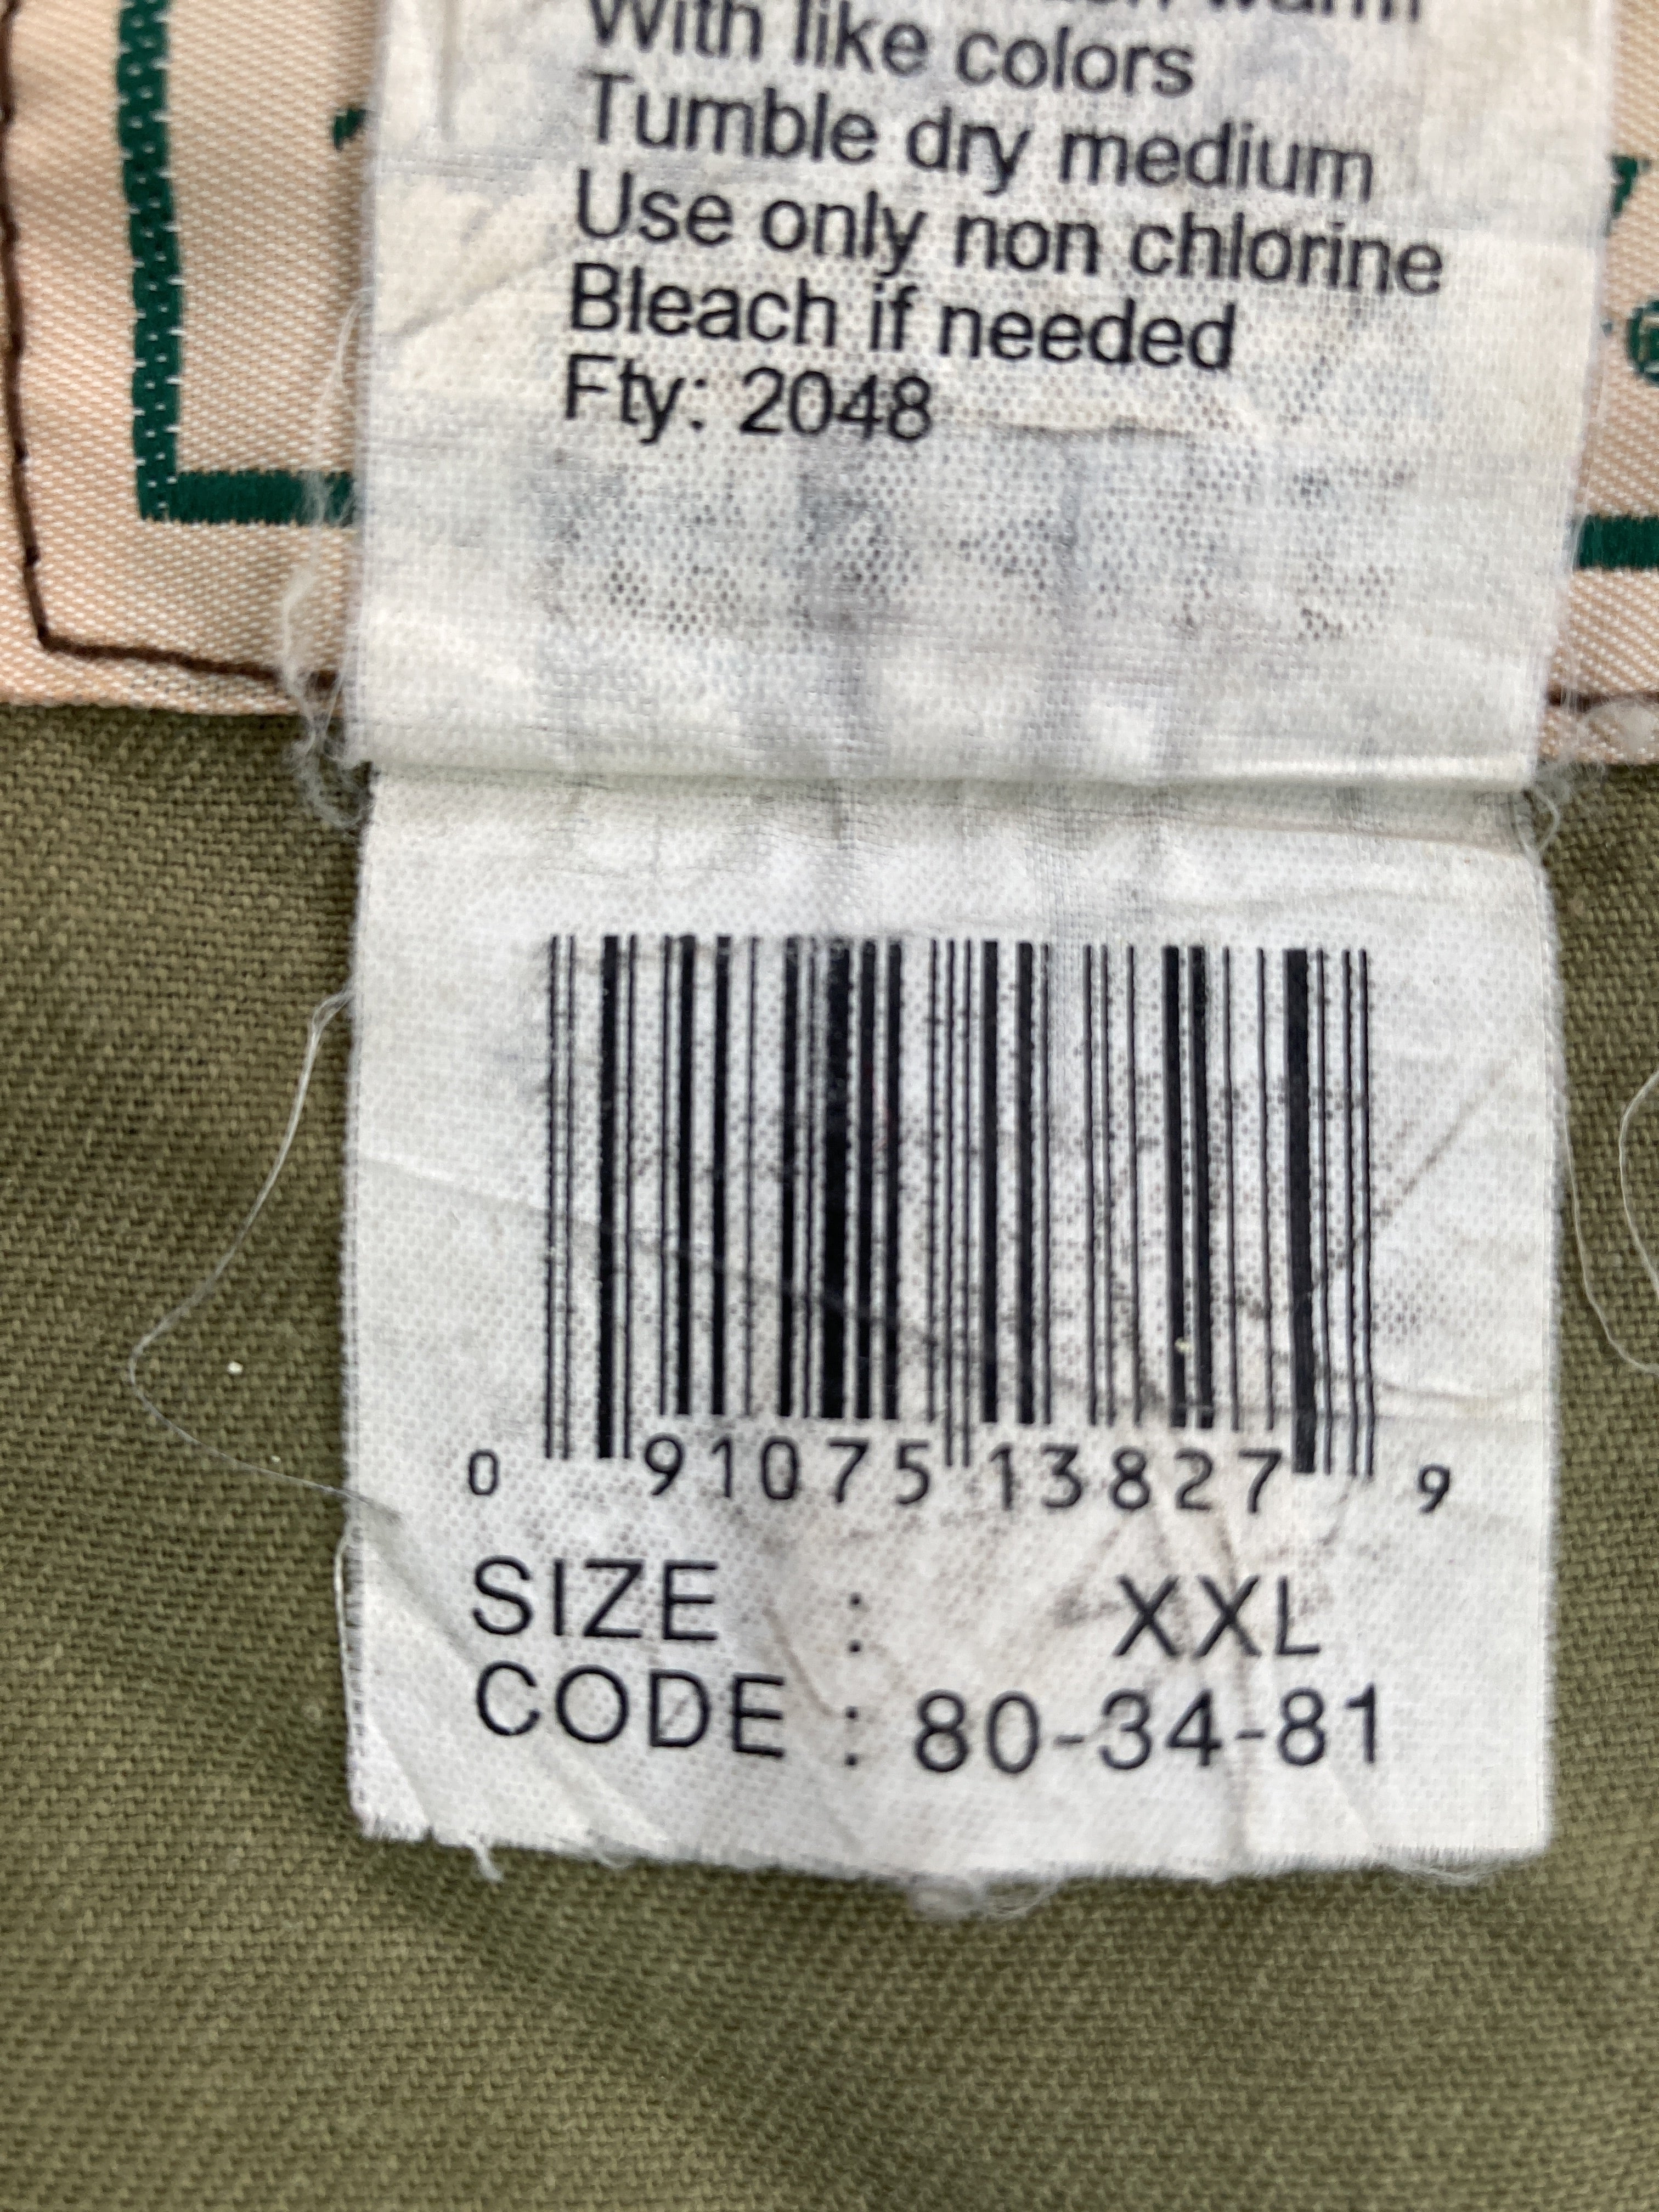 warm
With like colors
Tumble dry medium
Use only non chlorine
Bleach if needed
Fty: 2048
0 91075 13827 9
SIZE : XXL
CODE : 80-34-81